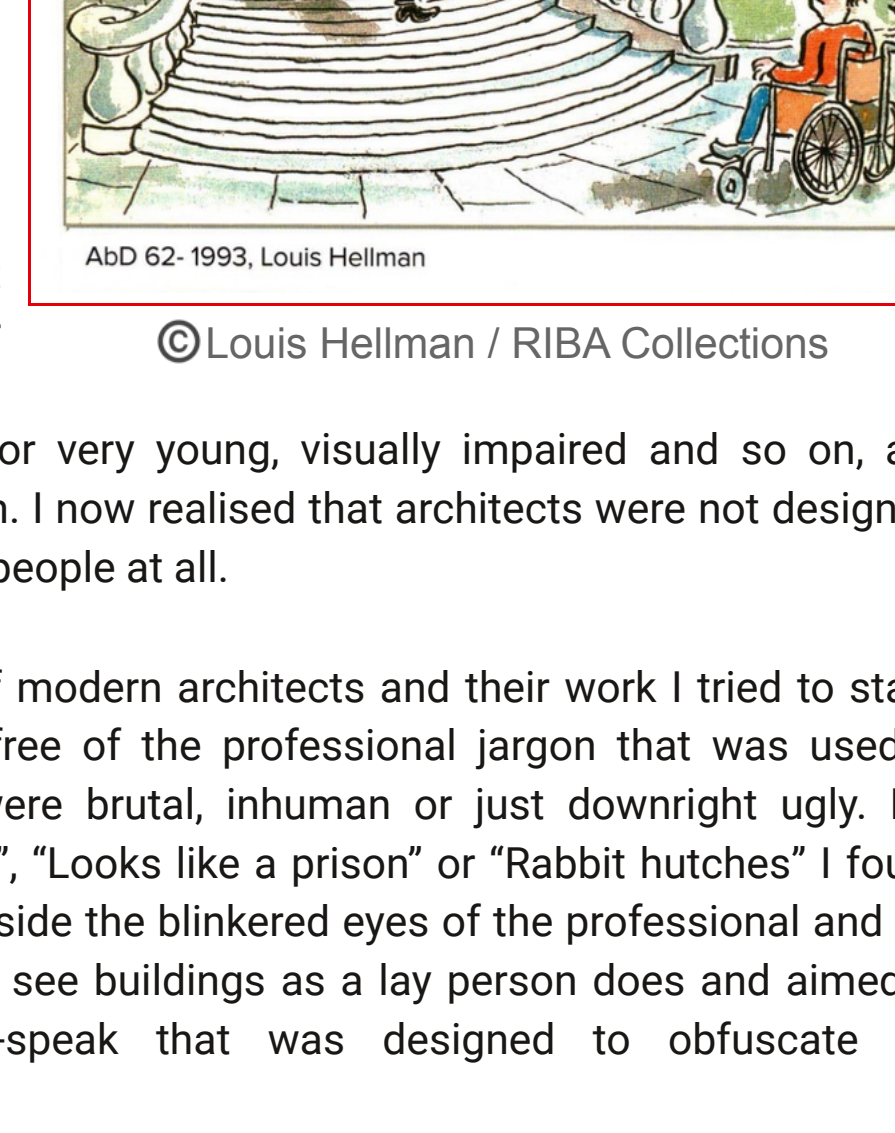 AbD 62- 1993, Louis Hellman
©Louis Hellman / RIBA Collections
or very young, visually impaired and so on,
I now realised that architects were not design
people at all.
modern architects and their work I tried to sta
free of the professional jargon that was used
were brutal, inhuman or just downright ugly.
”, “Looks like a prison” or “Rabbit hutches” I fou
side the blinkered eyes of the professional and
see buildings as a lay person does and aimed
-speak that was designed to obfuscate